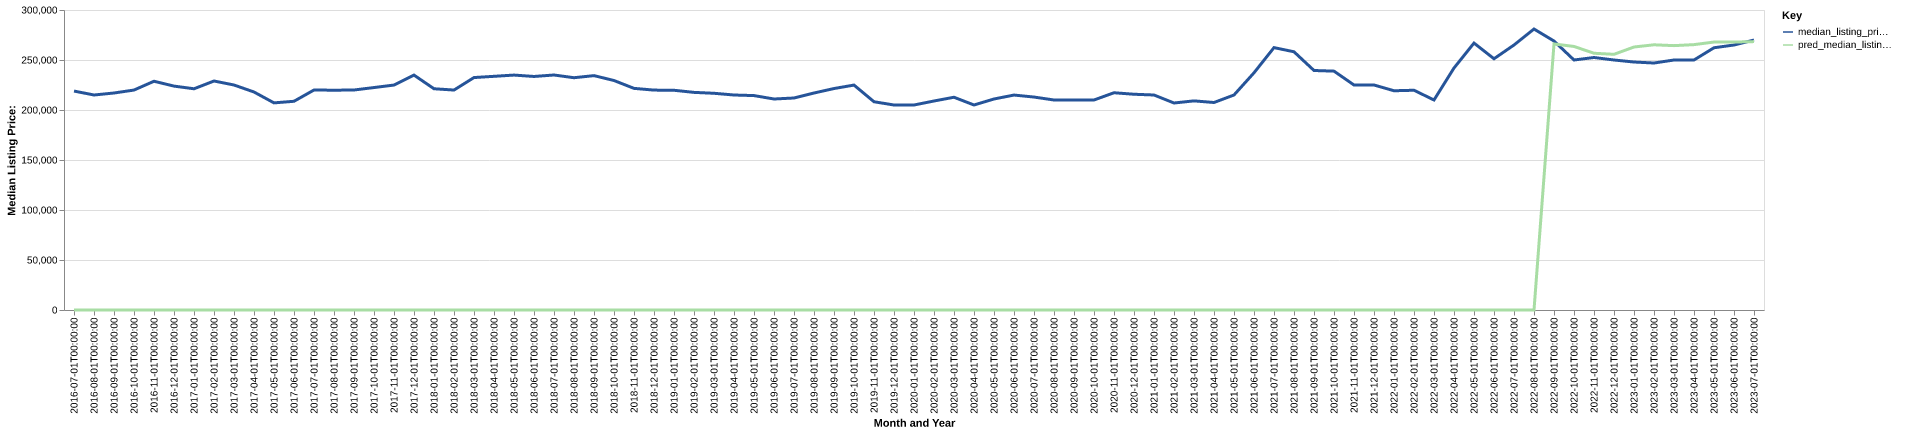 300,000
250,000
200,000
150,000
100,000
50,000
0
Median Listing Price:
2016-07-01T00:00:00
2016-08-01T00:00:00
2016-09-01T00:00:00
2016-10-01T00:00:00
2016-11-01T00:00:00
2016-12-01T00:00:00
2017-01-01T00:00:00
2017-02-01T00:00:00
2017-03-01T00:00:00
2017-04-01T00:00:00
2017-05-01T00:00:00
2017-06-01T00:00:00
2017-07-01T00:00:00
2017-08-01T00:00:00
2017-09-01T00:00:00
2017-10-01T00:00:00
2017-11-01T00:00:00
2017-12-01T00:00:00
2018-01-01T00:00:00
2018-02-01T00:00:00
2018-03-01T00:00:00
2018-04-01T00:00:00
2018-05-01T00:00:00
2018-06-01T00:00:00
2018-07-01T00:00:00
2018-08-01T00:00:00
2018-09-01T00:00:00
2018-10-01T00:00:00
2018-11-01T00:00:00
2018-12-01T00:00:00
2019-01-01T00:00:00
2019-02-01T00:00:00
2019-03-01T00:00:00
2019-04-01T00:00:00
2019-05-01T00:00:00
2019-06-01T00:00:00
2019-07-01T00:00:00
2019-08-01T00:00:00
2019-09-01T00:00:00
2019-10-01T00:00:00
2019-11-01T00:00:00
2019-12-01T00:00:00
2020-01-01T00:00:00
2020-02-01T00:00:00
2020-03-01T00:00:00
2020-04-01T00:00:00
2020-05-01T00:00:00
2020-06-01T00:00:00
2020-07-01T00:00:00
2020-08-01T00:00:00
2020-09-01T00:00:00
2020-10-01T00:00:00
2020-11-01T00:00:00
2020-12-01T00:00:00
2021-01-01T00:00:00
2021-02-01T00:00:00
2021-03-01T00:00:00
2021-04-01T00:00:00
2021-05-01T00:00:00
2021-06-01T00:00:00
2021-07-01T00:00:00
2021-08-01T00:00:00
2021-09-01T00:00:00
2021-10-01T00:00:00
2021-11-01T00:00:00
2021-12-01T00:00:00
2022-01-01T00:00:00
2022-02-01T00:00:00
2022-03-01T00:00:00
2022-04-01T00:00:00
2022-05-01T00:00:00
2022-06-01T00:00:00
2022-07-01T00:00:00
2022-08-01T00:00:00
2022-09-01T00:00:00
2022-10-01T00:00:00
2022-11-01T00:00:00
2022-12-01T00:00:00
2023-01-01T00:00:00
2023-02-01T00:00:00
2023-03-01T00:00:00
2023-04-01T00:00:00
2023-05-01T00:00:00
2023-06-01T00:00:00
2023-07-01T00:00:00
Month and Year
Key
median_listing_pri…
pred_median_listin…